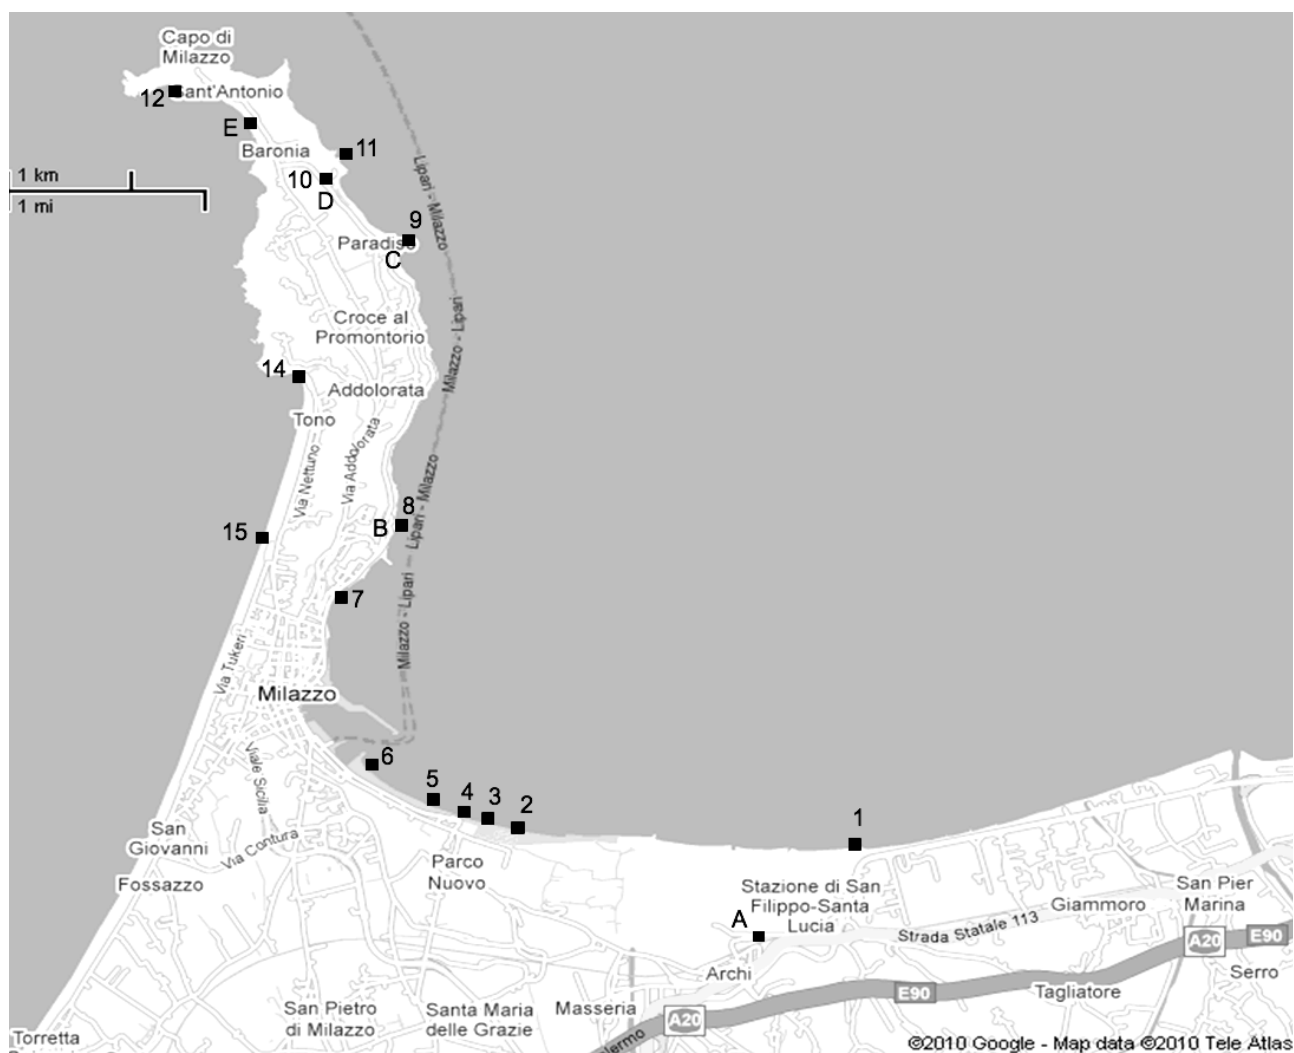 Capo di
Milazzo
12
Sant'Antonio
E
Baronia
11
1 km
10
1 mi
D
9
Lipari - Milazzo
Paradiso
C
Croce al
Promontorio
Milazzo - Lipari
14
Addolorata
Tono
Via Addolorata
Via Nettuno
Lipari - Milazzo
8
B
15
Milazzo - Lipari
7
Via Tukeri
Milazzo
6
Viale Sicilia
5
4
3
2
1
San
Giovanni
Via Contura
Parco
Nuovo
Fossazzo
Stazione di San
Filippo-Santa
Lucia
San Pier
Marina
Giammoro
A
Strada Statale 113
A20
E90
Archi
Serro
E90
Tagliatore
San Pietro
di Milazzo
Santa Maria
delle Grazie
Masseria
A20
Torretta
©2010 Google - Map data ©2010 Tele Atlas